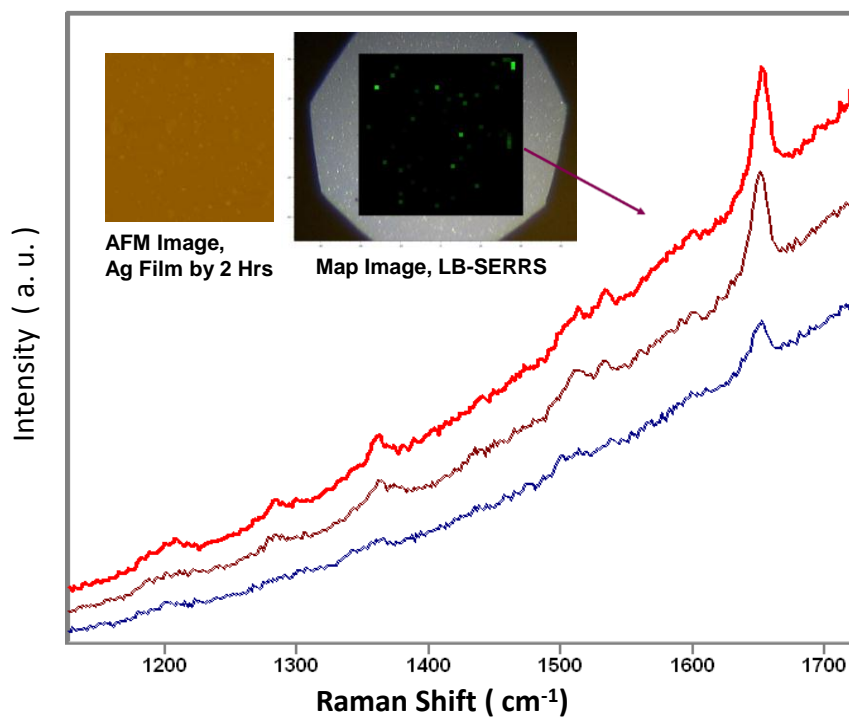 AFM Image,
Ag Film by 2 Hrs
Map Image, LB-SERRS
Intensity ( a. u. )
1200 1300 1400 1500 1600 1700
Raman Shift ( cm⁻¹)